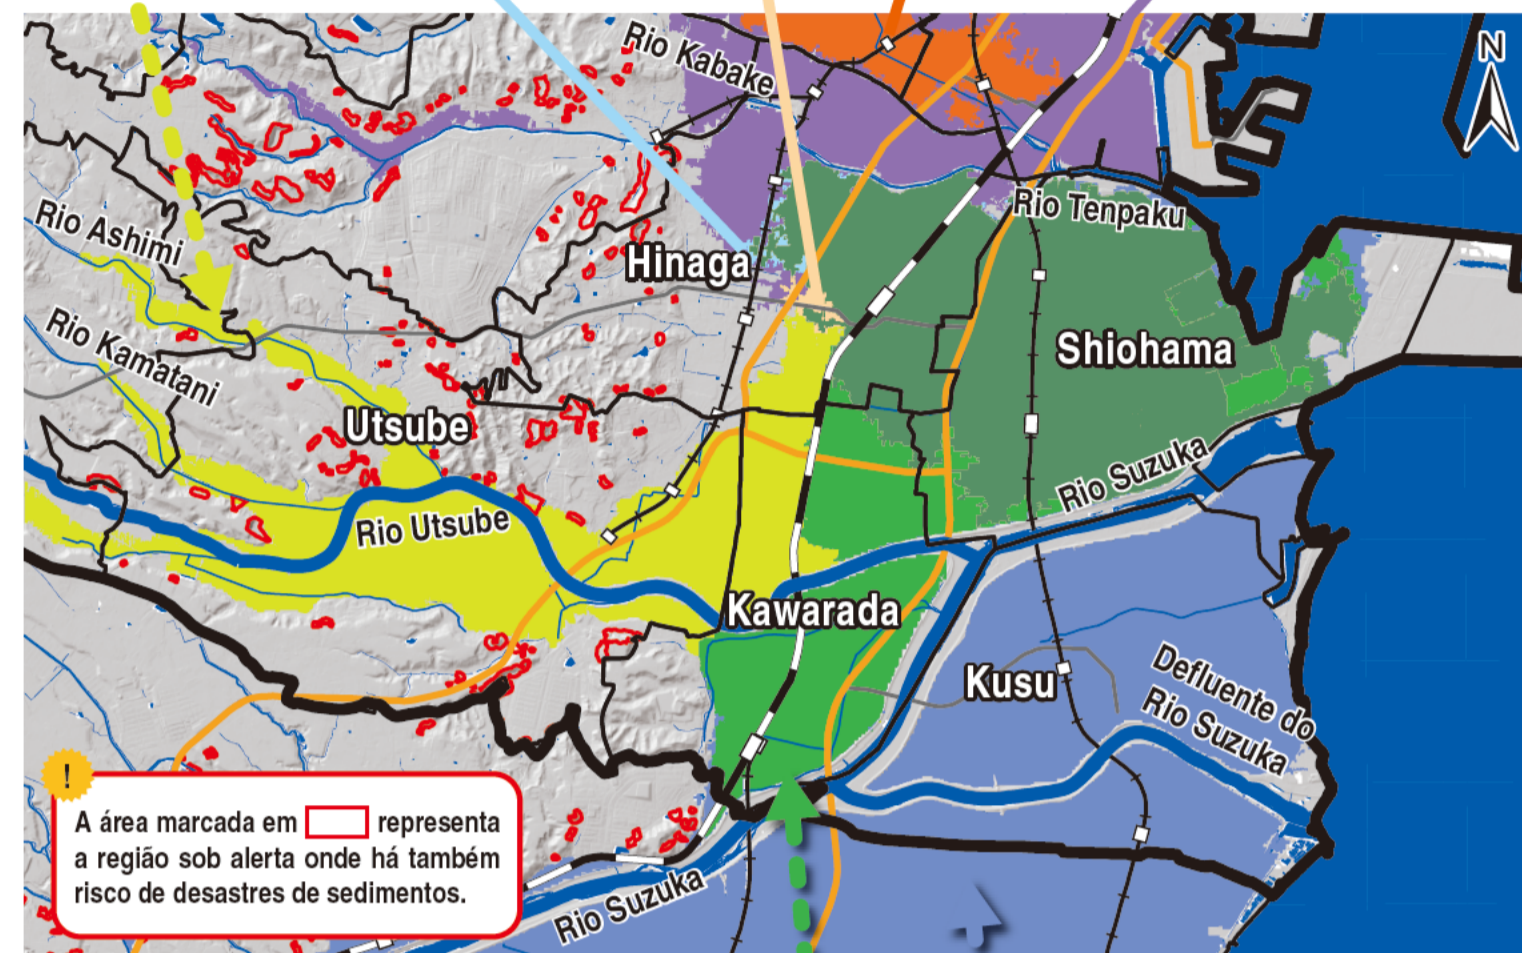 Rio Kabake
N
Rio Ashimi
Rio Tenpaku
Hinaga
Rio Kamatani
Shiohama
Utsube
Rio Suzuka
Rio Utsube
Kawarada
Kusu
Defluente do
Rio Suzuka
!
A área marcada em representa
a região sob alerta onde há também
risco de desastres de sedimentos.
Rio Suzuka